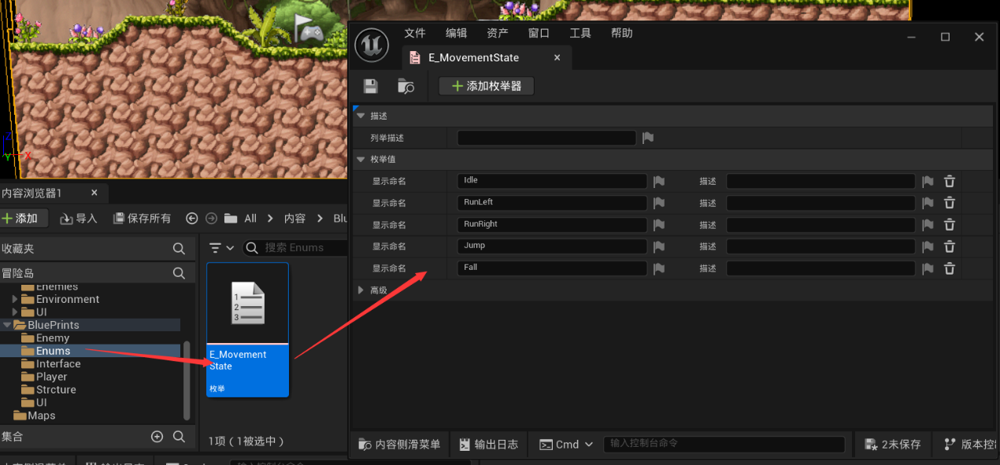 文件 编辑 资产 窗口 工具 帮助
E_MovementState
添加枚举器
描述
列举描述
枚举值
显示命名 Idle 描述
显示命名 RunLeft 描述
显示命名 RunRight 描述
显示命名 Jump 描述
显示命名 Fall 描述
高级
Z
Y X
内容浏览器1
添加 导入 保存所有 All 内容 Blu
收藏夹
搜索 Enums
冒险岛
Enemies
Environment
UI
BluePrints
Enemy
Enums
Interface
Player
Strcture
UI
Maps
集合
1
2
3
E_Movement
State
枚举
1项（1被选中）
内容侧滑菜单 输出日志 Cmd 输入控制台命令 2未保存 版本控